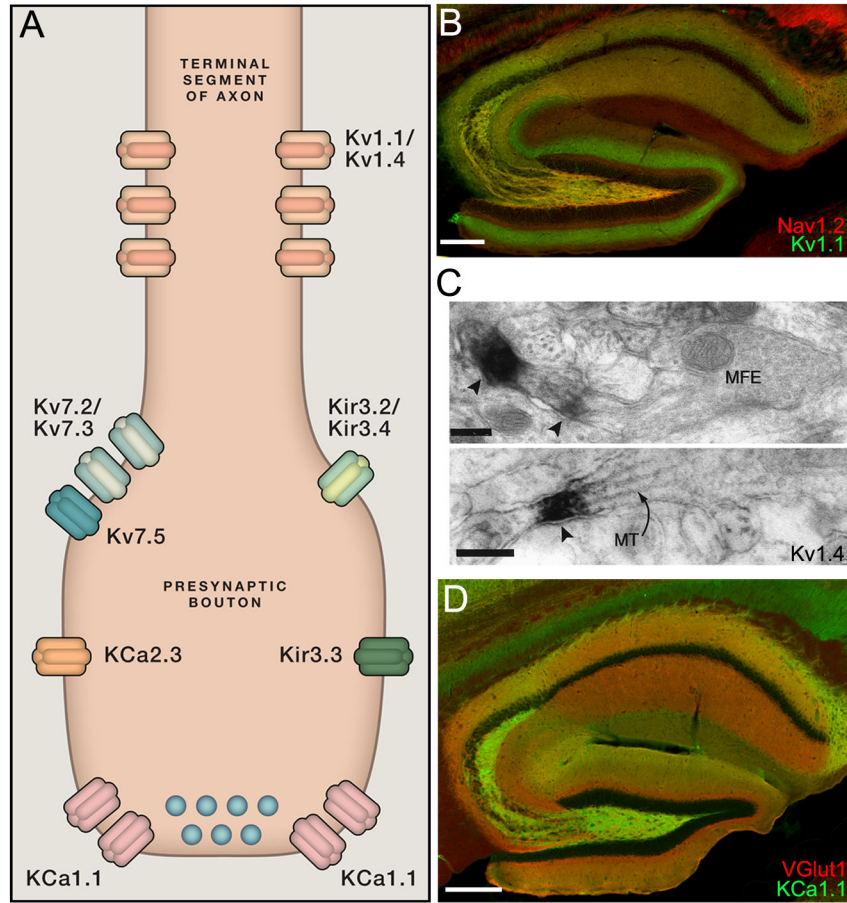 A
TERMINAL
SEGMENT
OF AXON
Kv1.1/
Kv1.4
Kv7.2/
Kv7.3
Kir3.2/
Kir3.4
Kv7.5
PRESYNAPTIC
BOUTON
KCa2.3
Kir3.3
KCa1.1
KCa1.1
B
Nav1.2
Kv1.1
C
MFE
MT
Kv1.4
D
VGlut1
KCa1.1